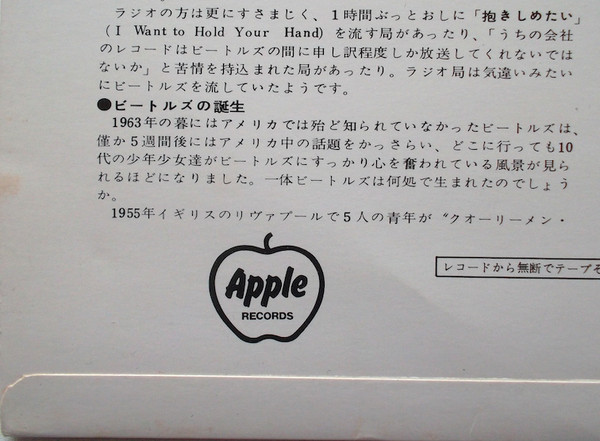 ラジオの方は更にすさまじく、1時間ぶっとおしに「抱きしめたい」
(I Want to Hold Your Hand)を流す局があったり、「うちの会社
のレコードはビートルズの間に申し訳程度しか放送してくれないでは
ないか」と苦情を持込まれた局があったり。ラジオ局は気違いみたい
にビートルズを流していたようです。
●ビートルズの誕生
1963年の暮にはアメリカでは殆ど知られていなかったビートルズは、
僅か5週間後にはアメリカ中の話題をかっさらい、どこに行っても10
代の少年少女達がビートルズにすっかり心を奪われている風景が見ら
れるほどになりました。一体ビートルズは何処で生まれたのでしょう
か。
1955年イギリスのリヴァプールで5人の青年が“クオーリーメン・
Apple
RECORDS
レコードから無断でテープそ